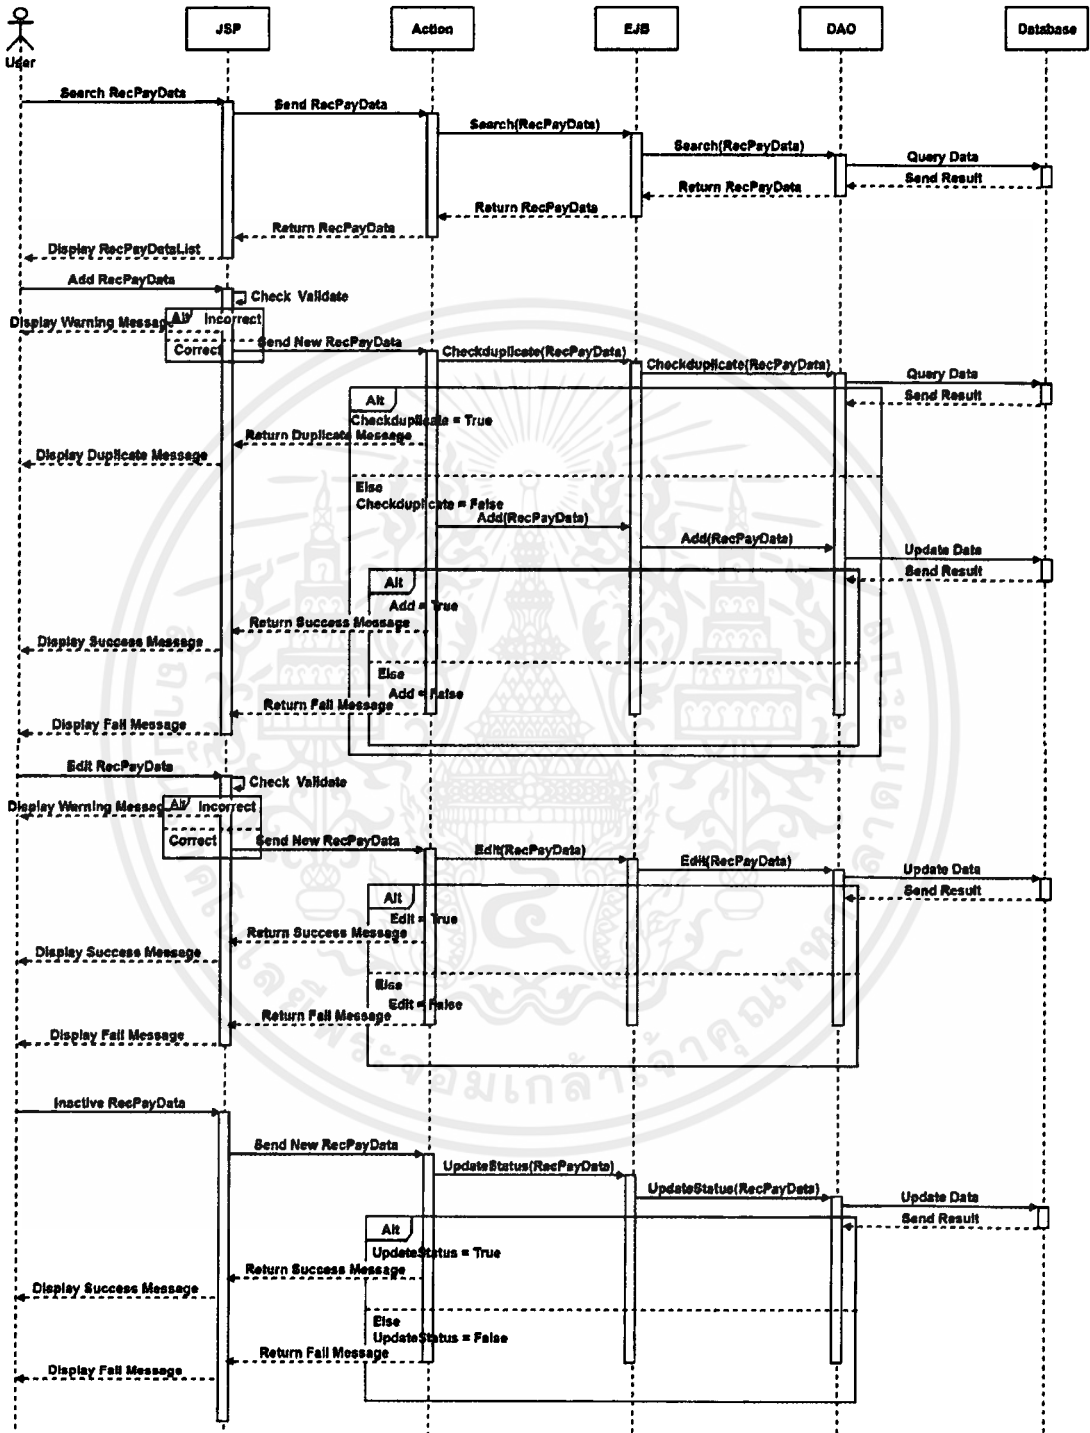 User
JSP
Action
EJB
DAO
Database
Search RecPayData
Send RecPayData
Search(RecPayData)
Search(RecPayData)
Query Data
Send Result
Return RecPayData
Return RecPayData
Return RecPayData
Display RecPayDataList
Add RecPayData
Check Validate
Alt Incorrect
Display Warning Message
Correct
Send New RecPayData
Checkduplicate(RecPayData)
Checkduplicate(RecPayData)
Query Data
Send Result
Alt
Checkduplicate = True
Return Duplicate Message
Display Duplicate Message
Else
Checkduplicate = False
Add(RecPayData)
Add(RecPayData)
Update Data
Send Result
Alt
Add = True
Return Success Message
Display Success Message
Else
Add = False
Return Fail Message
Display Fail Message
Edit RecPayData
Check Validate
Alt Incorrect
Display Warning Message
Correct
Send New RecPayData
Edit(RecPayData)
Edit(RecPayData)
Update Data
Send Result
Alt
Edit = True
Return Success Message
Display Success Message
Else
Edit = False
Return Fail Message
Display Fail Message
Inactive RecPayData
Send New RecPayData
UpdateStatus(RecPayData)
UpdateStatus(RecPayData)
Update Data
Send Result
Alt
UpdateStatus = True
Return Success Message
Display Success Message
Else
UpdateStatus = False
Return Fail Message
Display Fail Message